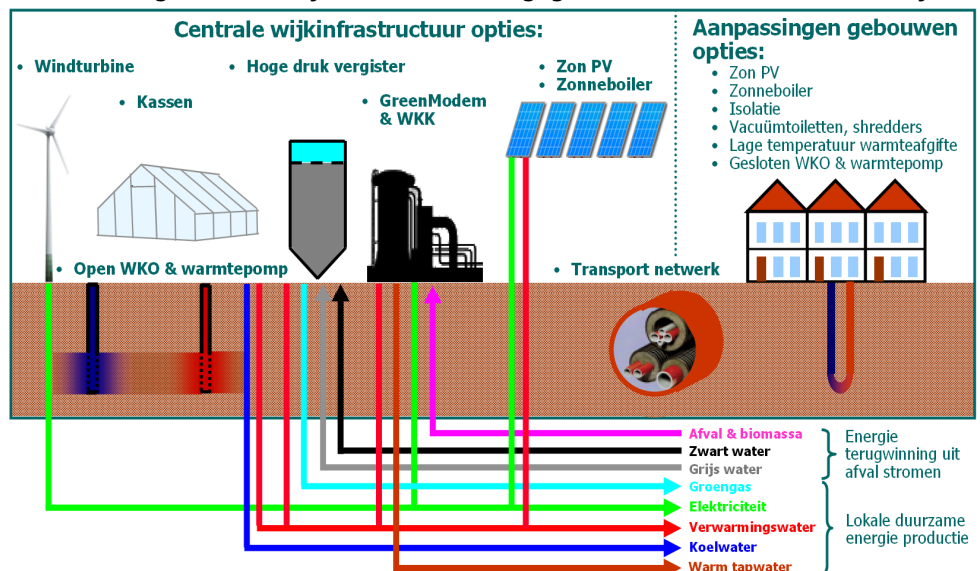 Centrale wijkinfrastructuur opties:
• Windturbine
• Kassen
• Hoge druk vergister
• GreenModem
& WKK
• Zon PV
• Zonneboiler
• Open WKO & warmtepomp
• Transport netwerk
Aanpassingen gebouwen
opties:
• Zon PV
• Zonneboiler
• Isolatie
• Vacuümtoiletten, shredders
• Lage temperatuur warmteafgifte
• Gesloten WKO & warmtepomp
Afval & biomassa
Zwart water
Grijs water
Groengas
Elektriciteit
Verwarmingswater
Koelwater
Warm tapwater
Energie
terugwinning uit
afval stromen
Lokale duurzame
energie productie